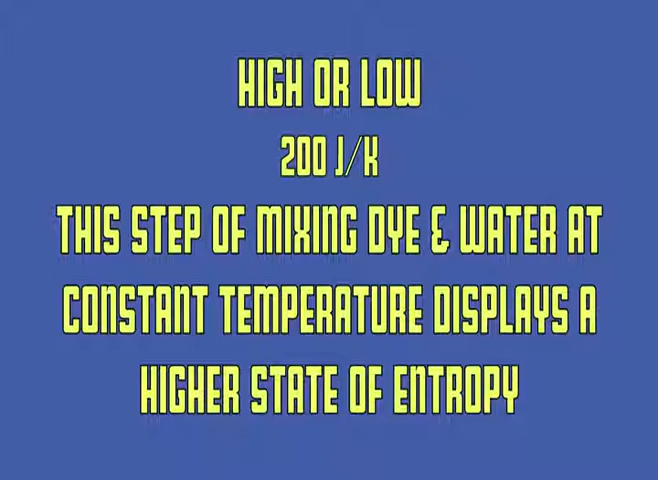 HIGH OR LOW
200 J/K
THIS STEP OF MIXING DYE & WATER AT
CONSTANT TEMPERATURE DISPLAYS A
HIGHER STATE OF ENTROPY